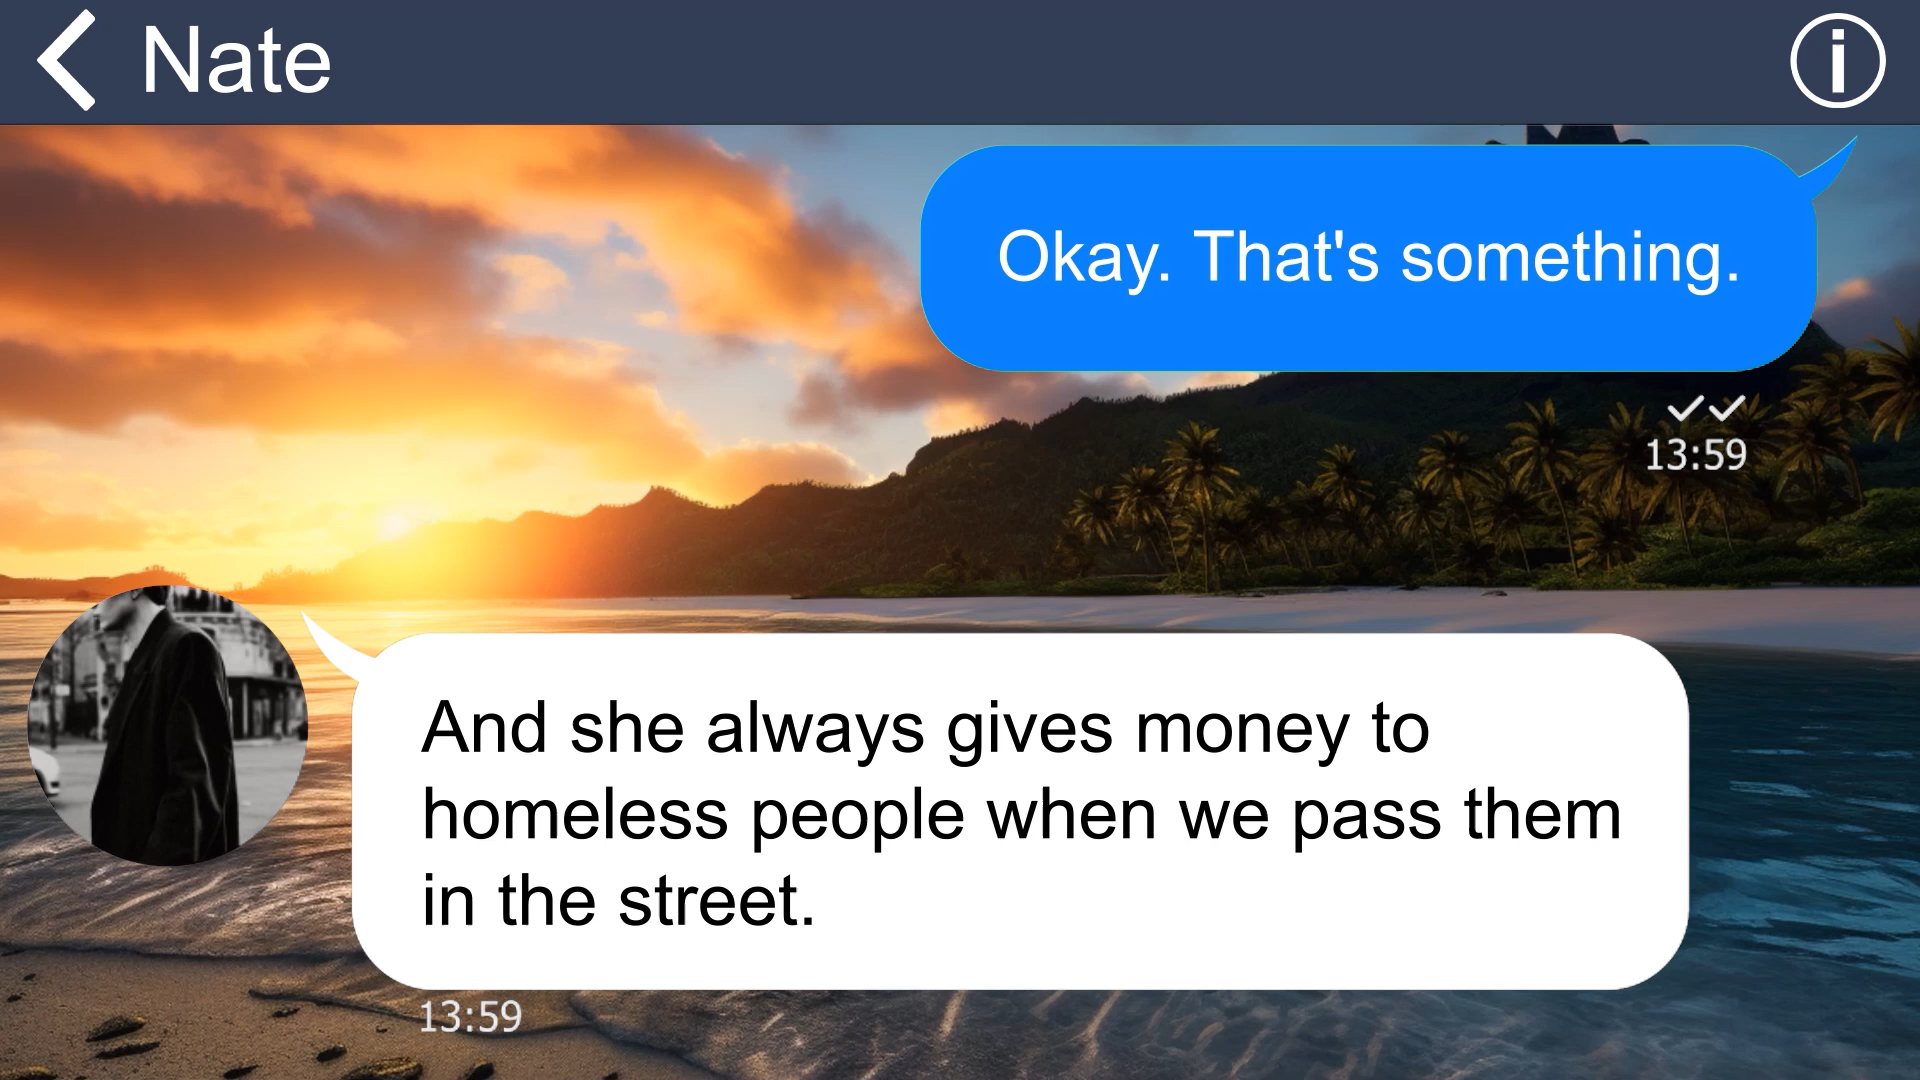 Nate
Okay. That's something.
13:59
And she always gives money to
homeless people when we pass them
in the street.
13:59